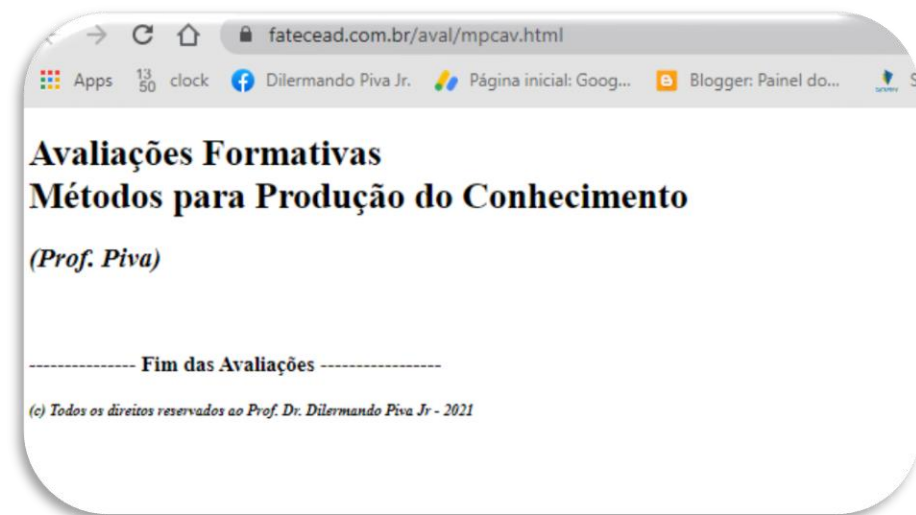 fatecead.com.br/aval/mpcav.html
Apps 13 50 clock Dilermando Piva Jr. Página inicial: Goog... Blogger: Painel do...
Avaliações Formativas
Métodos para Produção do Conhecimento
(Prof. Piva)
--------------- Fim das Avaliações -----------------
(c) Todos os direitos reservados ao Prof. Dr. Dilermando Piva Jr - 2021